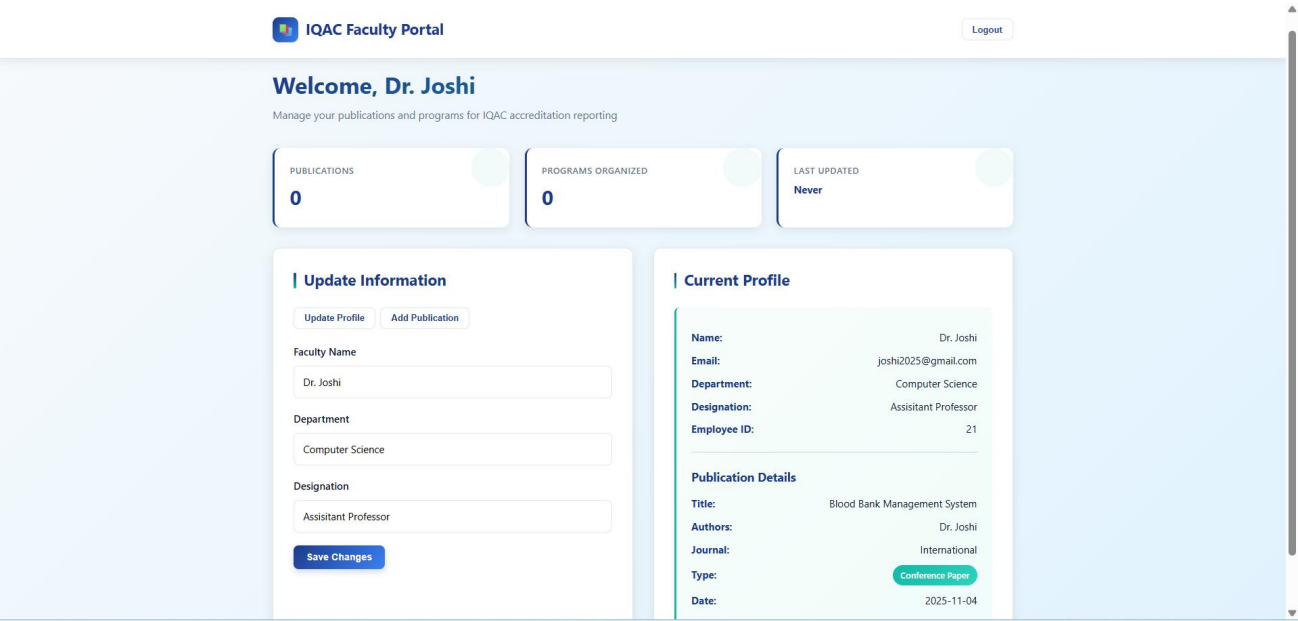 IQAC Faculty Portal
Logout
Welcome, Dr. Joshi
Manage your publications and programs for IQAC accreditation reporting
PUBLICATIONS
0
PROGRAMS ORGANIZED
0
LAST UPDATED
Never
Update Information
Update Profile Add Publication
Faculty Name
Dr. Joshi
Department
Computer Science
Designation
Assisitant Professor
Save Changes
Current Profile
Name: Dr. Joshi
Email: joshi2025@gmail.com
Department: Computer Science
Designation: Assisitant Professor
Employee ID: 21
Publication Details
Title: Blood Bank Management System
Authors: Dr. Joshi
Journal: International
Type: Conference Paper
Date: 2025-11-04